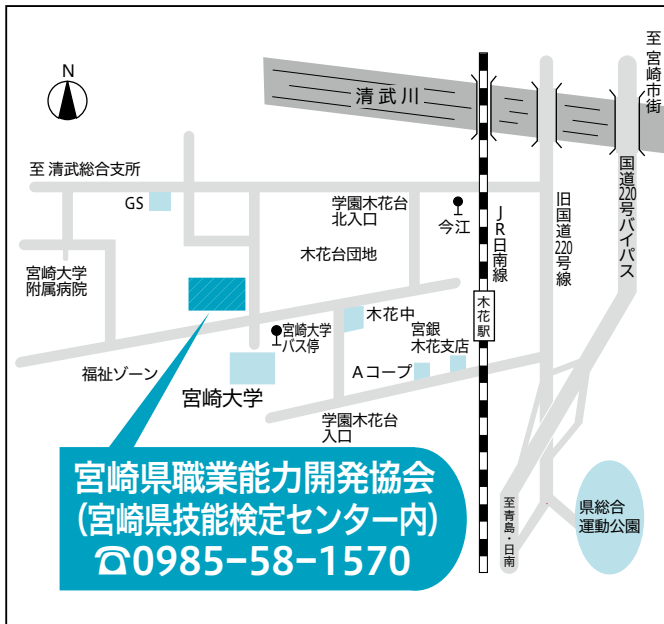 N
清武川
至 宮崎市街
至 清武総合支所
GS
学園木花台
北入口
今江
JR日南線
旧国道220号線
国道220号バイパス
木花台団地
宮崎大学
附属病院
木花駅
木花中
宮銀
木花支店
宮崎大学
バス停
福祉ゾーン
Aコープ
宮崎大学
学園木花台
入口
宮崎県職業能力開発協会
(宮崎県技能検定センター内)
☎0985-58-1570
至青島・日南
県総合
運動公園